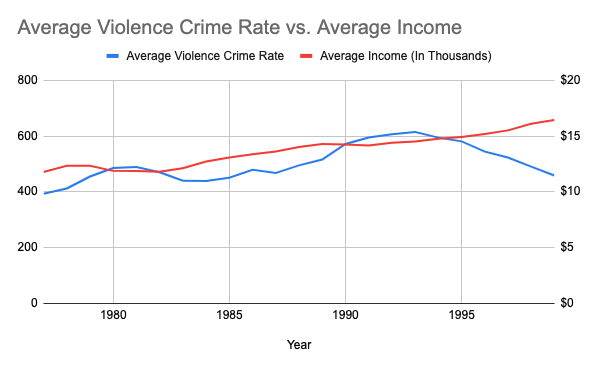 Average Violence Crime Rate vs. Average Income
Average Violence Crime Rate Average Income (In Thousands)
800 $20
600 $15
400 $10
200 $5
0 $0
1980 1985 1990 1995
Year